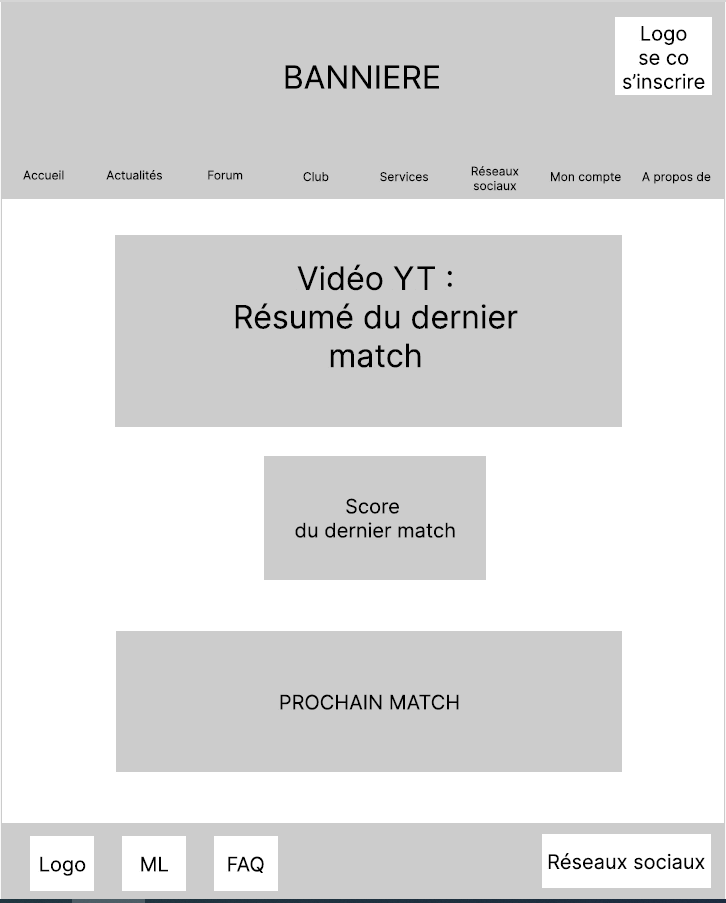 Logo
se co
s'inscrire
BANNIERE
Accueil
Actualités
Forum
Club
Services
Réseaux
sociaux
Mon compte
A propos de
Vidéo YT :
Résumé du dernier
match
Score
du dernier match
PROCHAIN MATCH
Logo
ML
FAQ
Réseaux sociaux